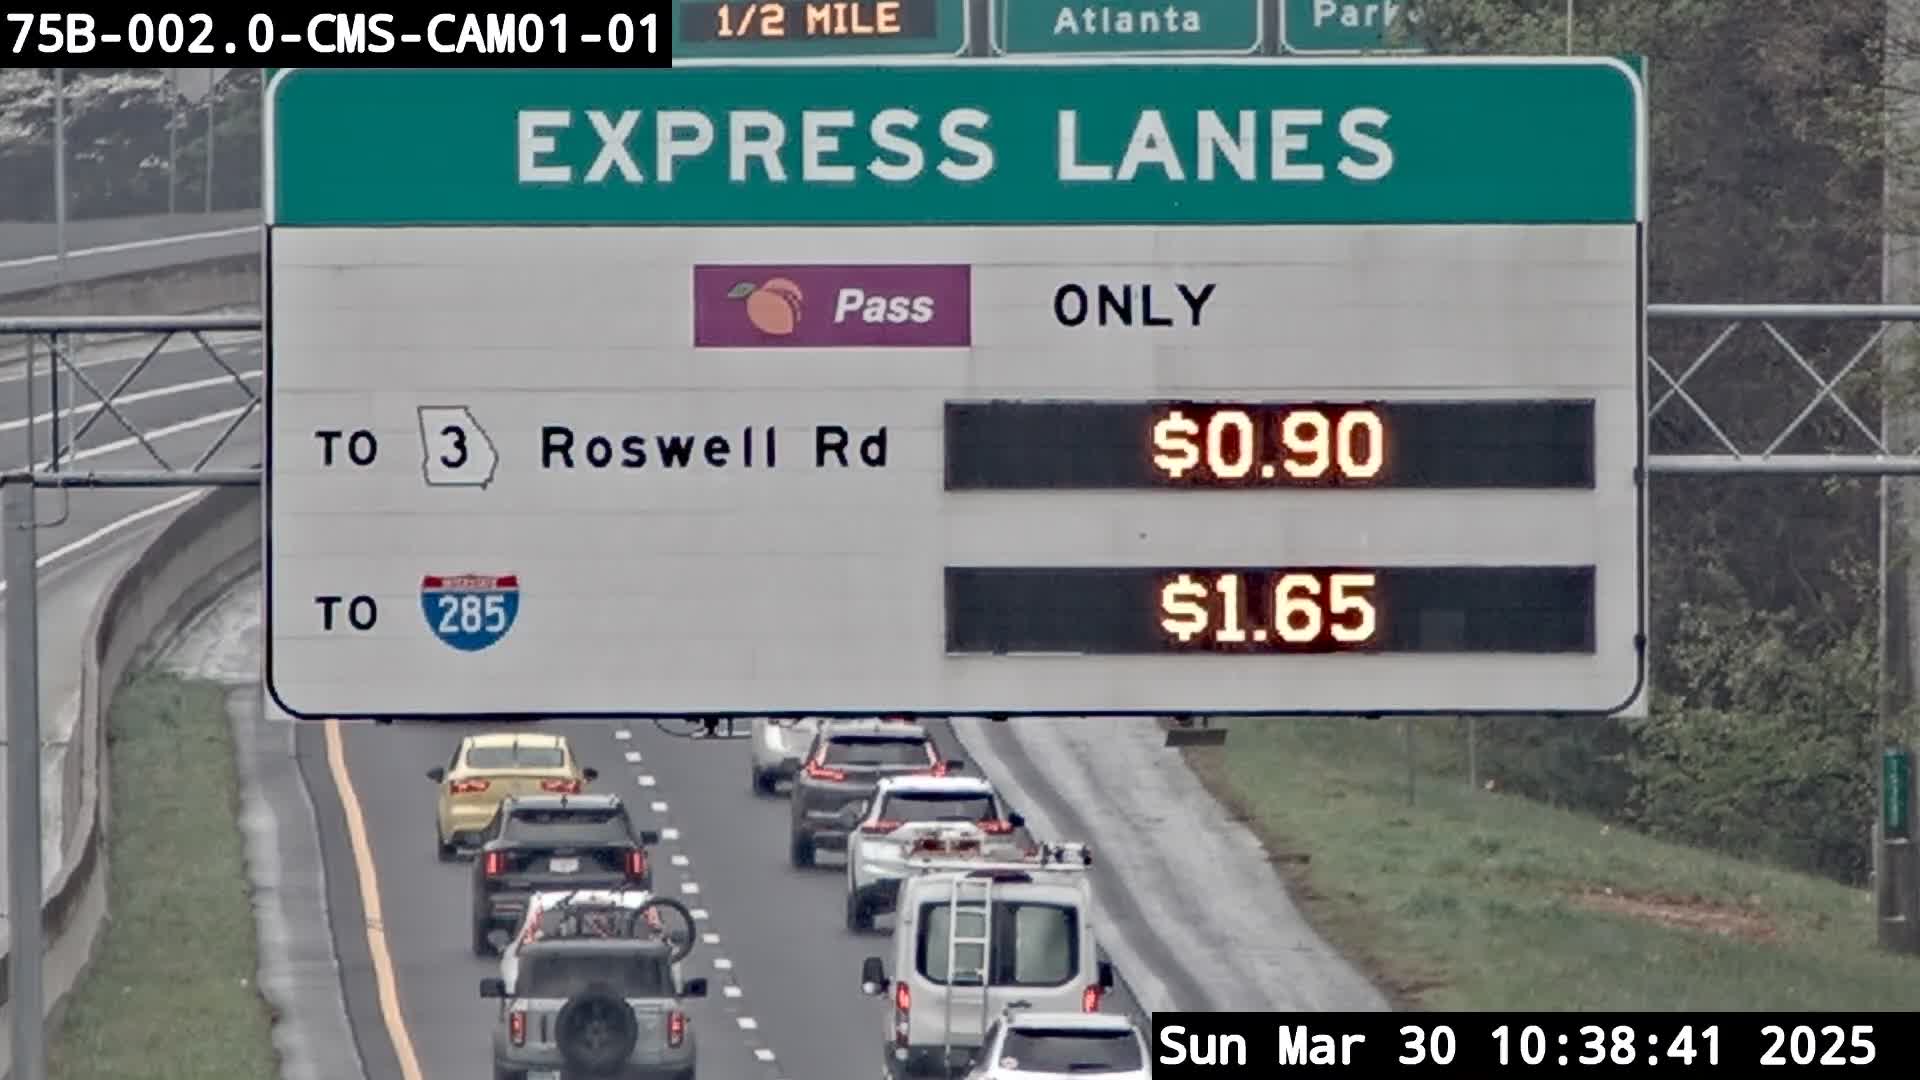 75B-002.0-CMS-CAM01-01
1/2 MILE
Atlanta
EXPRESS LANES
Pass ONLY
TO 3 Roswell Rd $0.90
TO INTERSTATE 285 $1.65
Sun Mar 30 10:38:41 2025